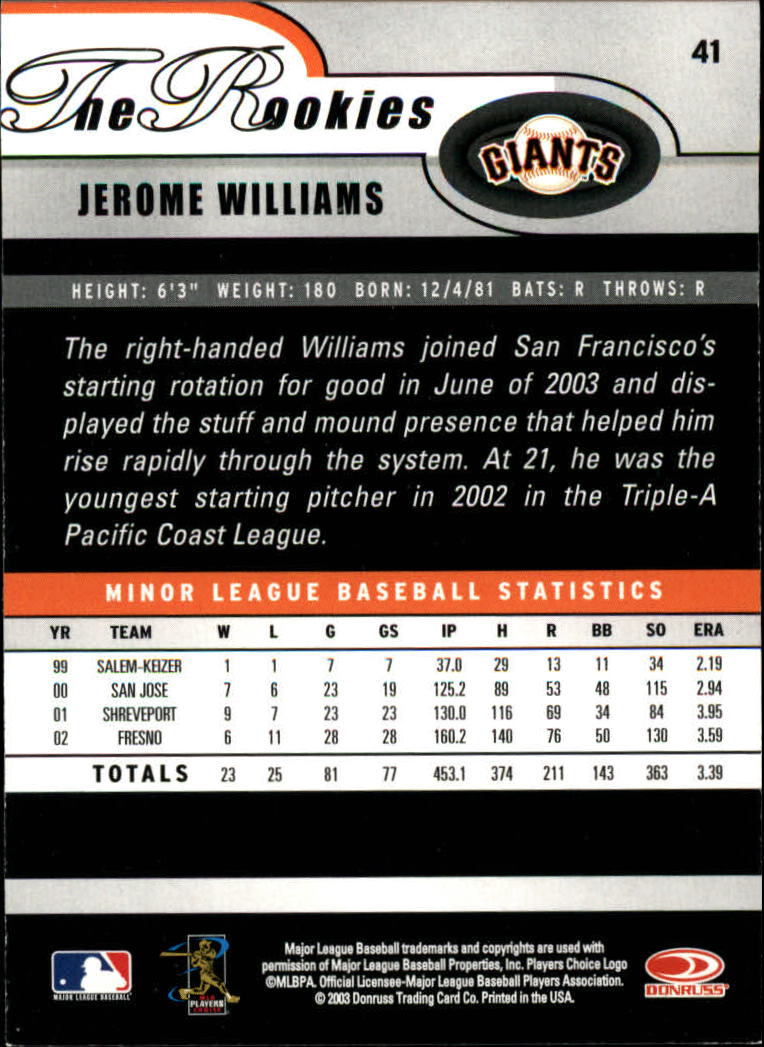 41
The Rookies
GIANTS
JEROME WILLIAMS
HEIGHT: 6'3" WEIGHT: 180 BORN: 12/4/81 BATS: R THROWS: R
The right-handed Williams joined San Francisco's
starting rotation for good in June of 2003 and dis-
played the stuff and mound presence that helped him
rise rapidly through the system. At 21, he was the
youngest starting pitcher in 2002 in the Triple-A
Pacific Coast League.
MINOR LEAGUE BASEBALL STATISTICS
YR TEAM W L G GS IP H R BB SO ERA
99 SALEM-KEIZER 1 1 7 7 37.0 29 13 11 34 2.19
00 SAN JOSE 7 6 23 19 125.2 89 53 48 115 2.94
01 SHREVEPORT 9 7 23 23 130.0 116 69 34 84 3.95
02 FRESNO 6 11 28 28 160.2 140 76 50 130 3.59
TOTALS 23 25 81 77 453.1 374 211 143 363 3.39
Major League Baseball trademarks and copyrights are used with
permission of Major League Baseball Properties, Inc. Players Choice Logo
©MLBPA. Official Licensee-Major League Baseball Players Association.
© 2003 Donruss Trading Card Co. Printed in the USA.
MAJOR LEAGUE BASEBALL
MLB
PLAYERS
CHOICE
DONRUSS